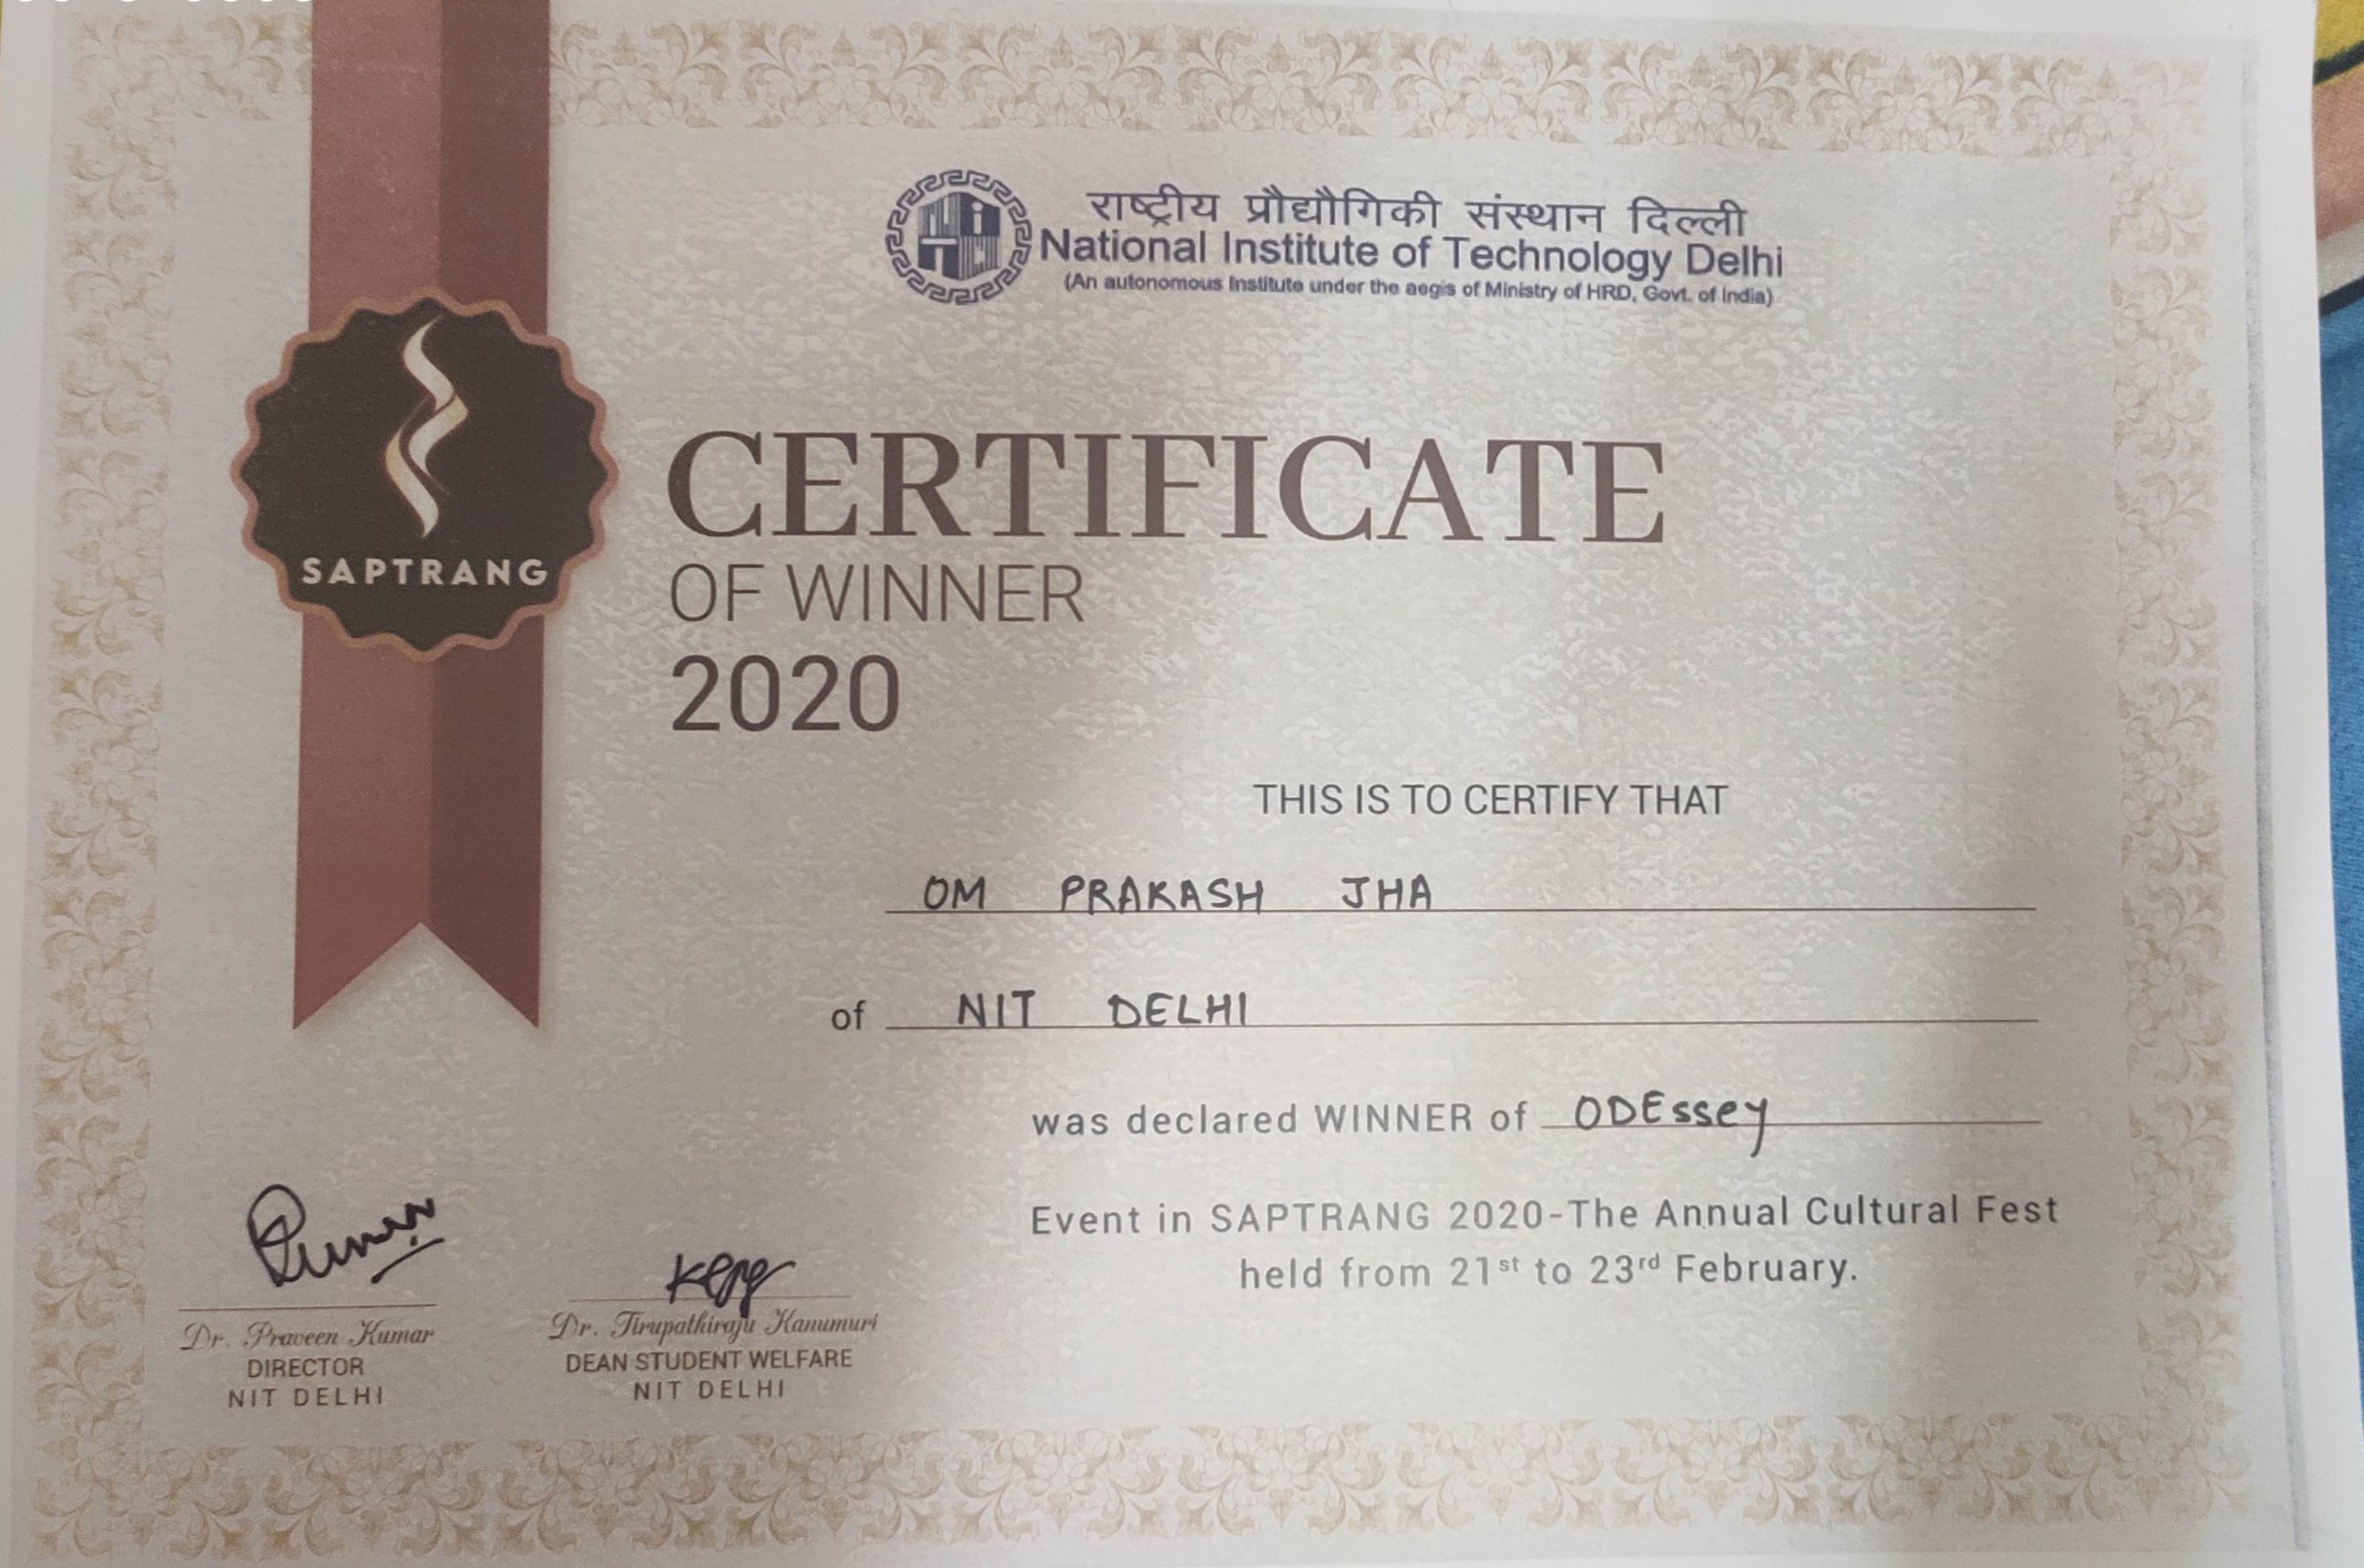 राष्ट्रीय प्रौद्यौगिकी संस्थान दिल्ली
National Institute of Technology Delhi
(An autonomous Institute under the aegis of Ministry of HRD, Govt. of India)
SAPTRANG
CERTIFICATE
OF WINNER
2020
THIS IS TO CERTIFY THAT
OM PRAKASH JHA
of NIT DELHI
was declared WINNER of ODEssey
Event in SAPTRANG 2020-The Annual Cultural Fest
held from 21st to 23rd February.
Dr. Praveen Kumar
DIRECTOR
NIT DELHI
Dr. Tirupathiraju Kanumuri
DEAN STUDENT WELFARE
NIT DELHI